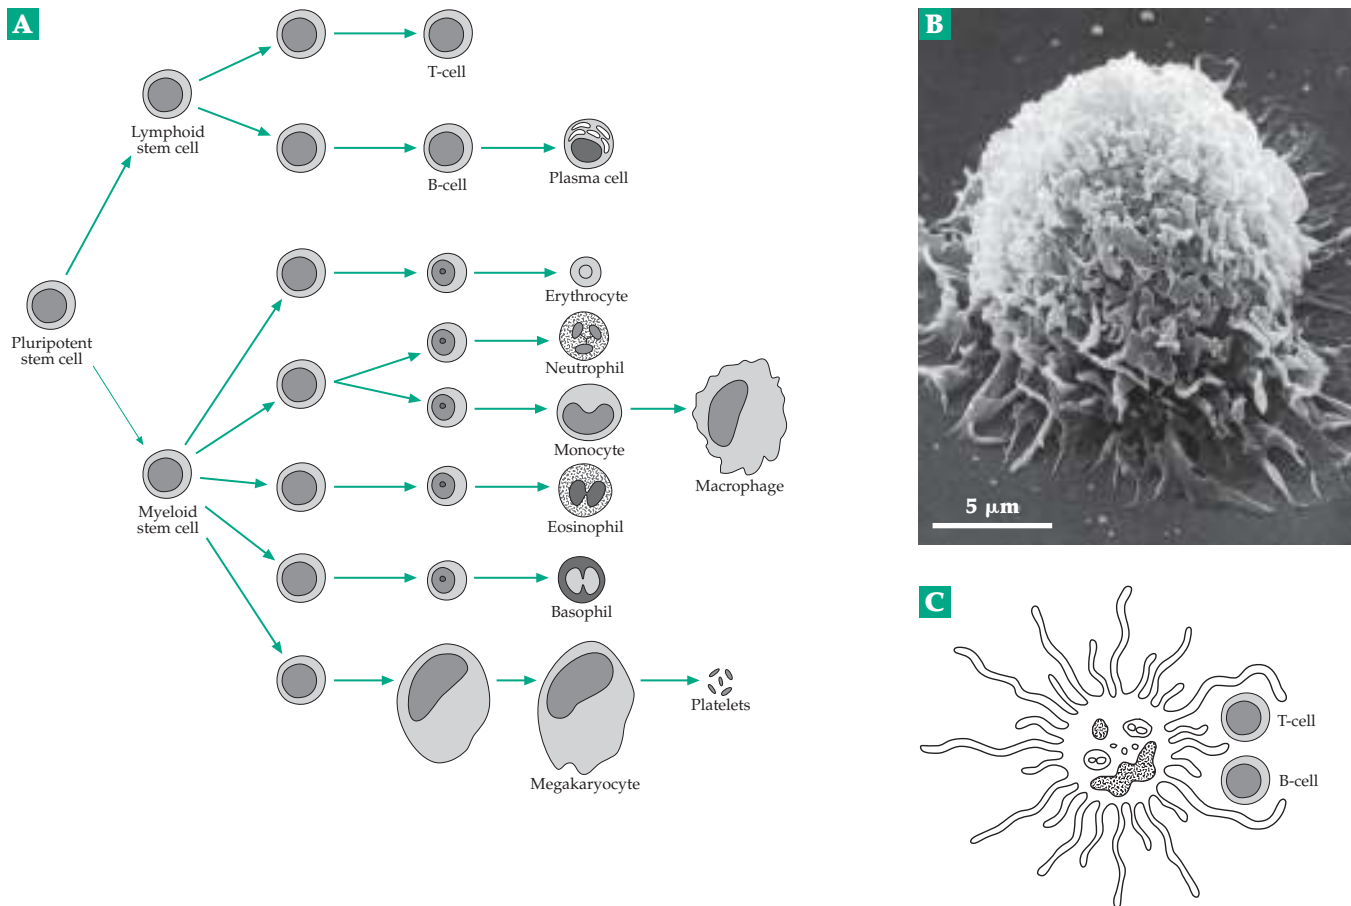 A
T-cell
Lymphoid
stem cell
B-cell
Plasma cell
Pluripotent
stem cell
Erythrocyte
Neutrophil
Monocyte
Macrophage
Myeloid
stem cell
Eosinophil
Basophil
Platelets
Megakaryocyte
B
5 μm
C
T-cell
B-cell